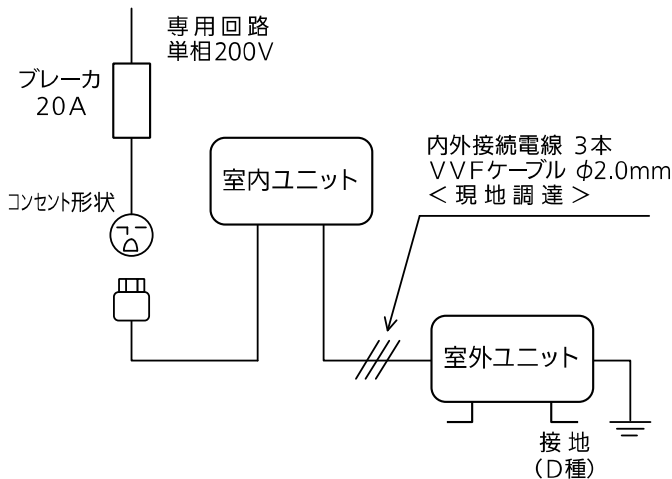 専用回路
単相200V
ブレーカ
20A
コンセント形状
室内ユニット
内外接続電線 3本
VVFケーブル φ2.0mm
<現地調達>
室外ユニット
接地
(D種)